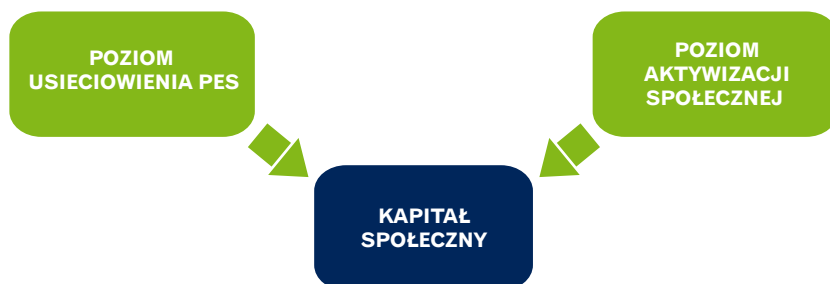 POZIOM
USIECIOWIENIA PES
POZIOM
AKTYWIZACJI
SPOŁECZNEJ
KAPITAŁ
SPOŁECZNY